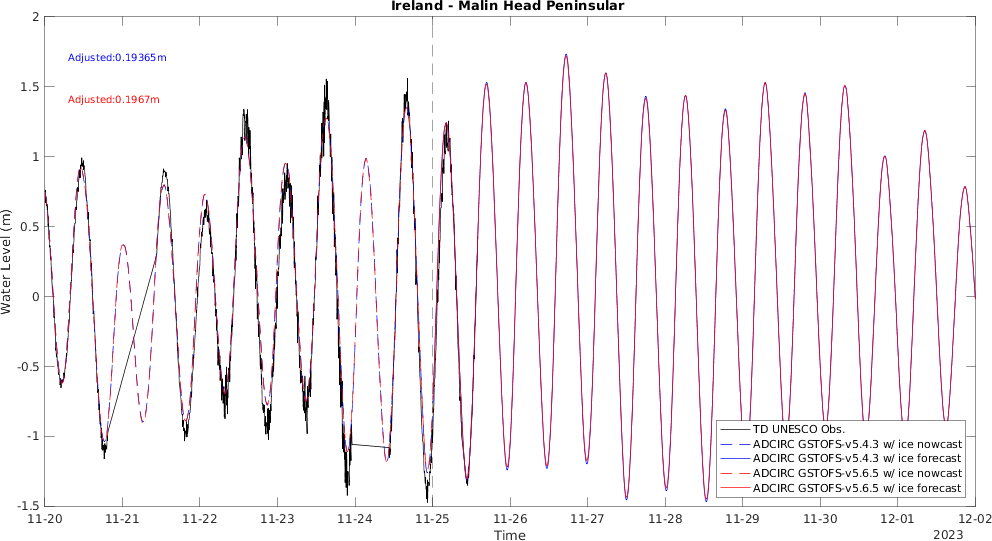 Ireland - Malin Head Peninsular
2
1.5
1
0.5
0
-0.5
-1
-1.5
Water Level (m)
Adjusted:0.19365m
Adjusted:0.1967m
TD UNESCO Obs.
ADCIRC GSTOFS-v5.4.3 w/ ice nowcast
ADCIRC GSTOFS-v5.4.3 w/ ice forecast
ADCIRC GSTOFS-v5.6.5 w/ ice nowcast
ADCIRC GSTOFS-v5.6.5 w/ ice forecast
11-20 11-21 11-22 11-23 11-24 11-25 11-26 11-27 11-28 11-29 11-30 12-01 12-02
Time
2023